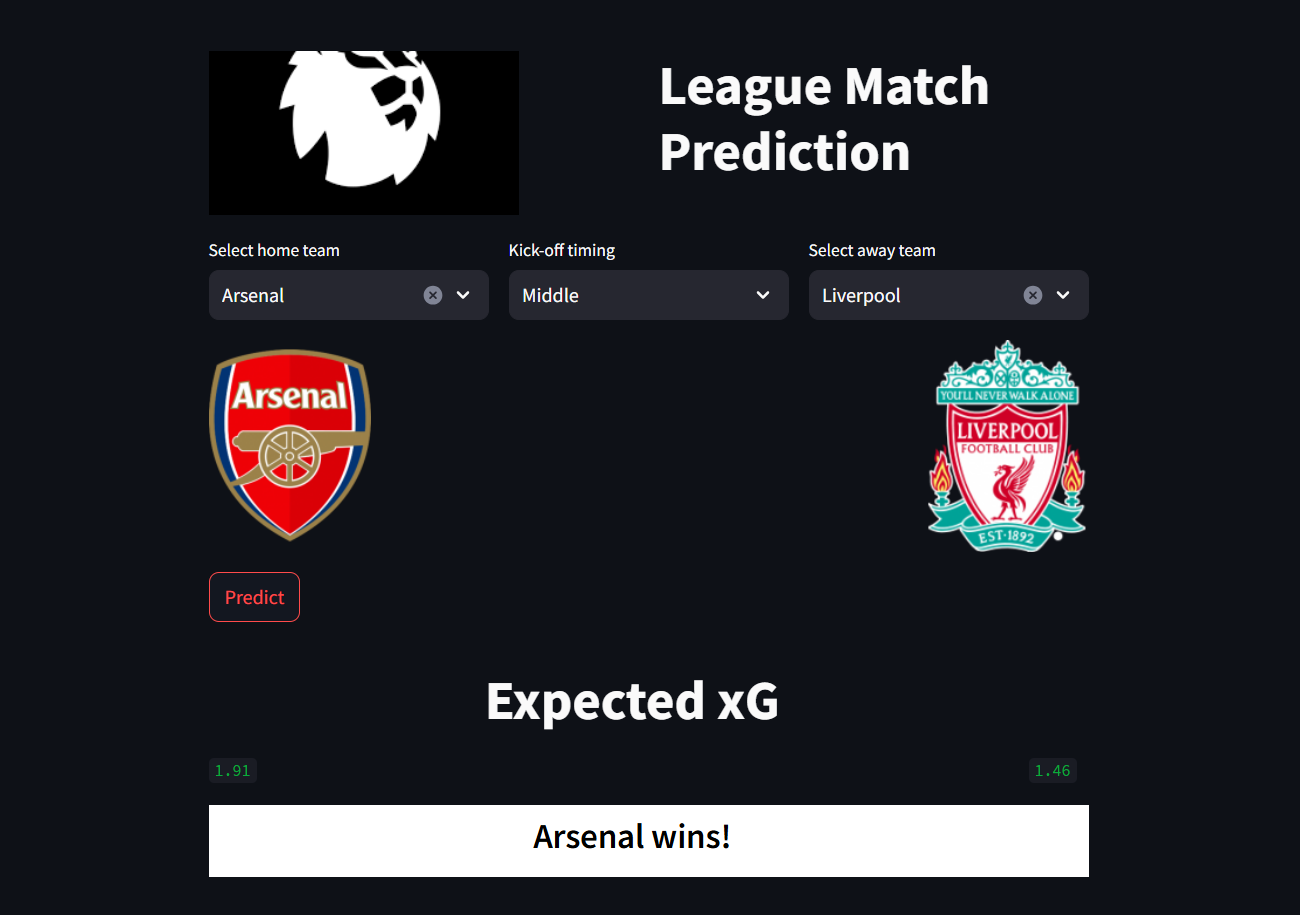 League Match
Prediction
Select home team
Kick-off timing
Select away team
Arsenal
Middle
Liverpool
Arsenal
YOU'LL NEVER WALK ALONE
LIVERPOOL
FOOTBALL CLUB
EST·1892
Predict
Expected xG
1.91
1.46
Arsenal wins!